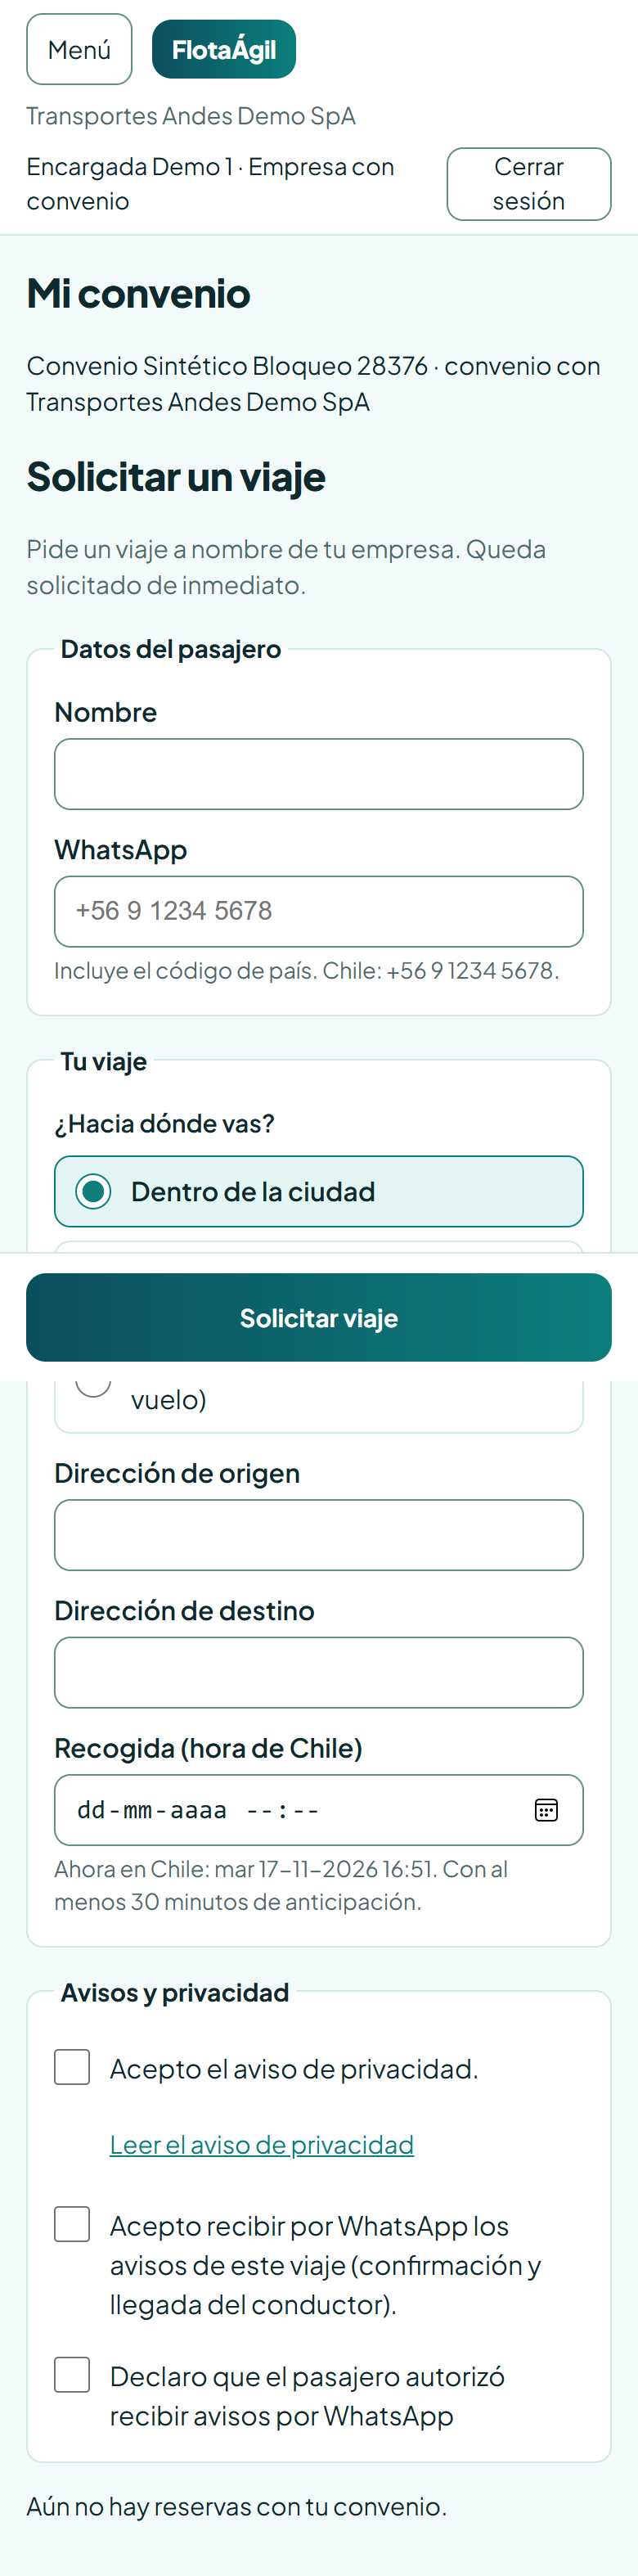 Menú
FlotaÁgil
Transportes Andes Demo SpA
Encargada Demo 1 · Empresa con
convenio
Cerrar
sesión
Mi convenio
Convenio Sintético Bloqueo 28376 · convenio con
Transportes Andes Demo SpA
Solicitar un viaje
Pide un viaje a nombre de tu empresa. Queda
solicitado de inmediato.
Datos del pasajero
Nombre
WhatsApp
+56 9 1234 5678
Incluye el código de país. Chile: +56 9 1234 5678.
Tu viaje
¿Hacia dónde vas?
Dentro de la ciudad
Solicitar viaje
vuelo)
Dirección de origen
Dirección de destino
Recogida (hora de Chile)
dd-mm-aaaa --:--
Ahora en Chile: mar 17-11-2026 16:51. Con al
menos 30 minutos de anticipación.
Avisos y privacidad
Acepto el aviso de privacidad.
Leer el aviso de privacidad
Acepto recibir por WhatsApp los
avisos de este viaje (confirmación y
llegada del conductor).
Declaro que el pasajero autorizó
recibir avisos por WhatsApp
Aún no hay reservas con tu convenio.